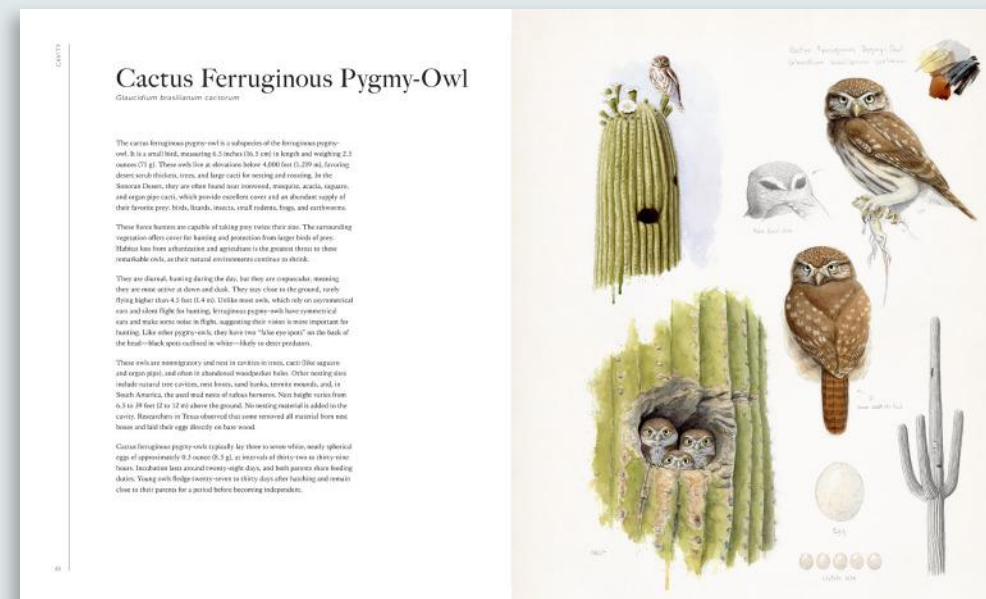 CAVITY
Cactus Ferruginous Pygmy-Owl
Glaucidium brasilianum cactorum
The cactus ferruginous pygmy-owl is a subspecies of the ferruginous pygmy-
owl. It is a small bird, measuring 6.5 inches (16.5 cm) in length and weighing 2.5
ounces (71 g). These owls live at elevations below 4,000 feet (1,219 m), favoring
desert scrub thickets, trees, and large cacti for nesting and roosting. In the
Sonoran Desert, they are often found near ironwood, mesquite, acacia, saguaro,
and organ pipe cacti, which provide excellent cover and an abundant supply of
their favorite prey: birds, lizards, insects, small rodents, frogs, and earthworms.
These fierce hunters are capable of taking prey twice their size. The surrounding
vegetation offers cover for hunting and protection from larger birds of prey.
Habitat loss from urbanization and agriculture is the greatest threat to these
remarkable owls, as their natural environments continue to shrink.
They are diurnal, hunting during the day, but they are crepuscular, meaning
they are most active at dawn and dusk. They stay close to the ground, rarely
flying higher than 4.5 feet (1.4 m). Unlike most owls, which rely on asymmetrical
ears and silent flight for hunting, ferruginous pygmy-owls have symmetrical
ears and make some noise in flight, suggesting their vision is more important for
hunting. Like other pygmy-owls, they have two "false eye spots" on the back of
the head—black spots outlined in white—likely to deter predators.
These owls are nonmigratory and nest in cavities in trees, cacti (like saguaro
and organ pipe), and often in abandoned woodpecker holes. Other nesting sites
include natural tree cavities, nest boxes, sand banks, termite mounds, and, in
South America, the used mud nests of rufous horneros. Nest height varies from
6.5 to 39 feet (2 to 12 m) above the ground. No nesting material is added to the
cavity. Researchers in Texas observed that some removed all material from nest
boxes and laid their eggs directly on bare wood.
Cactus ferruginous pygmy-owls typically lay three to seven white, nearly spherical
eggs of approximately 0.3 ounce (8.5 g), at intervals of thirty-two to thirty-nine
hours. Incubation lasts around twenty-eight days, and both parents share feeding
duties. Young owls fledge twenty-seven to thirty days after hatching and remain
close to their parents for a period before becoming independent.
Cactus Ferruginous Pygmy-Owl
Glaucidium brasilianum cactorum
Egg
clutch size